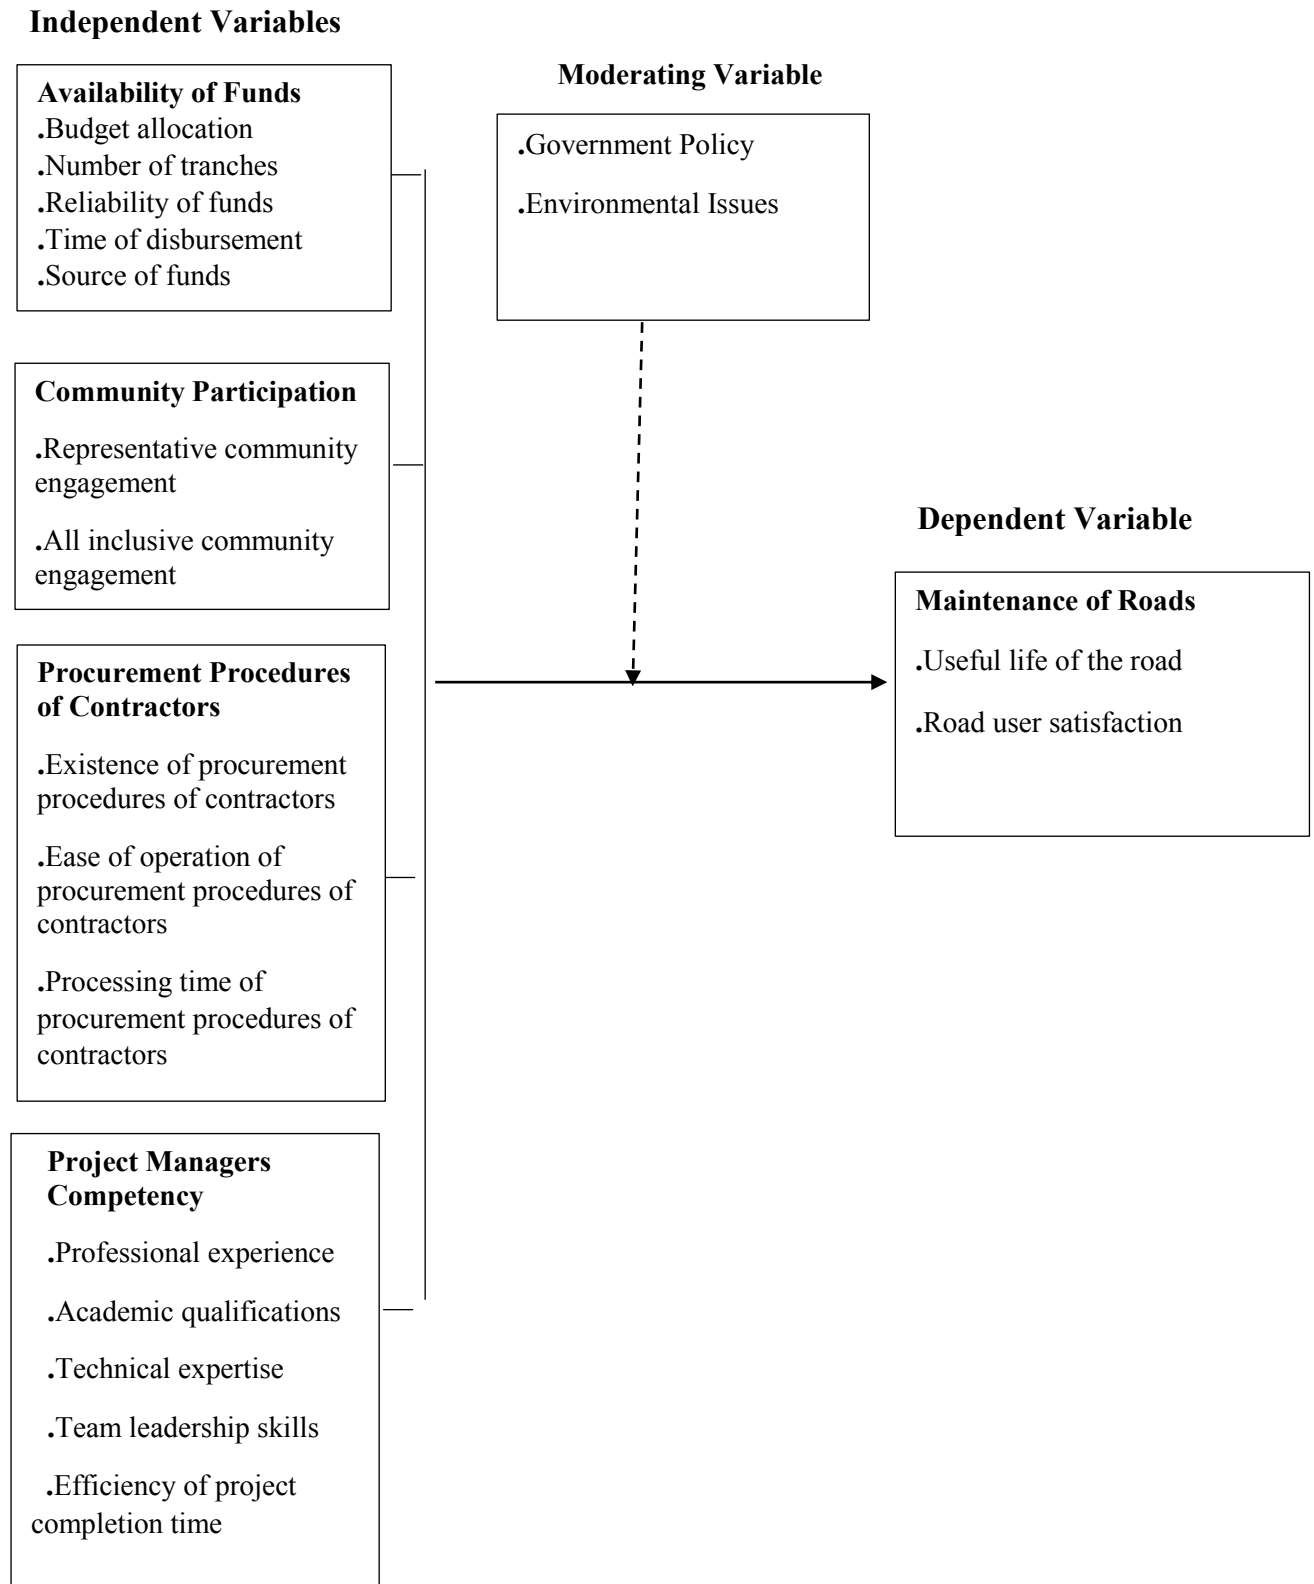 Independent Variables
Availability of Funds
.Budget allocation
.Number of tranches
.Reliability of funds
.Time of disbursement
.Source of funds
Community Participation
.Representative community
engagement
.All inclusive community
engagement
Procurement Procedures
of Contractors
.Existence of procurement
procedures of contractors
.Ease of operation of
procurement procedures of
contractors
.Processing time of
procurement procedures of
contractors
Project Managers
Competency
.Professional experience
.Academic qualifications
.Technical expertise
.Team leadership skills
.Efficiency of project
completion time
Moderating Variable
.Government Policy
.Environmental Issues
Dependent Variable
Maintenance of Roads
.Useful life of the road
.Road user satisfaction